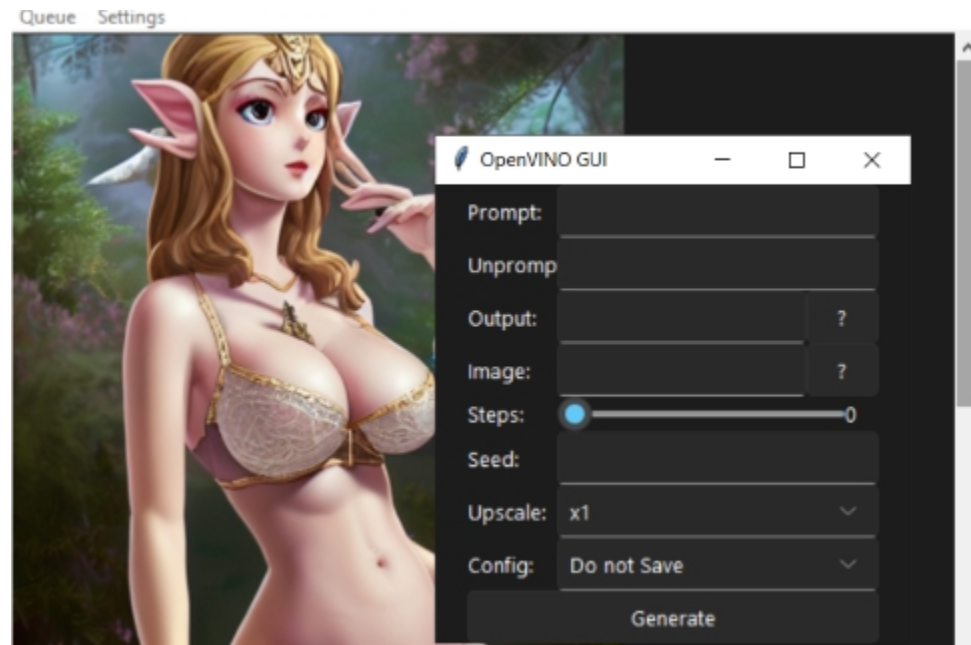 Queue Settings
OpenVINO GUI
Prompt:
Unpromp
Output: ?
Image: ?
Steps: 0
Seed:
Upscale: x1
Config: Do not Save
Generate